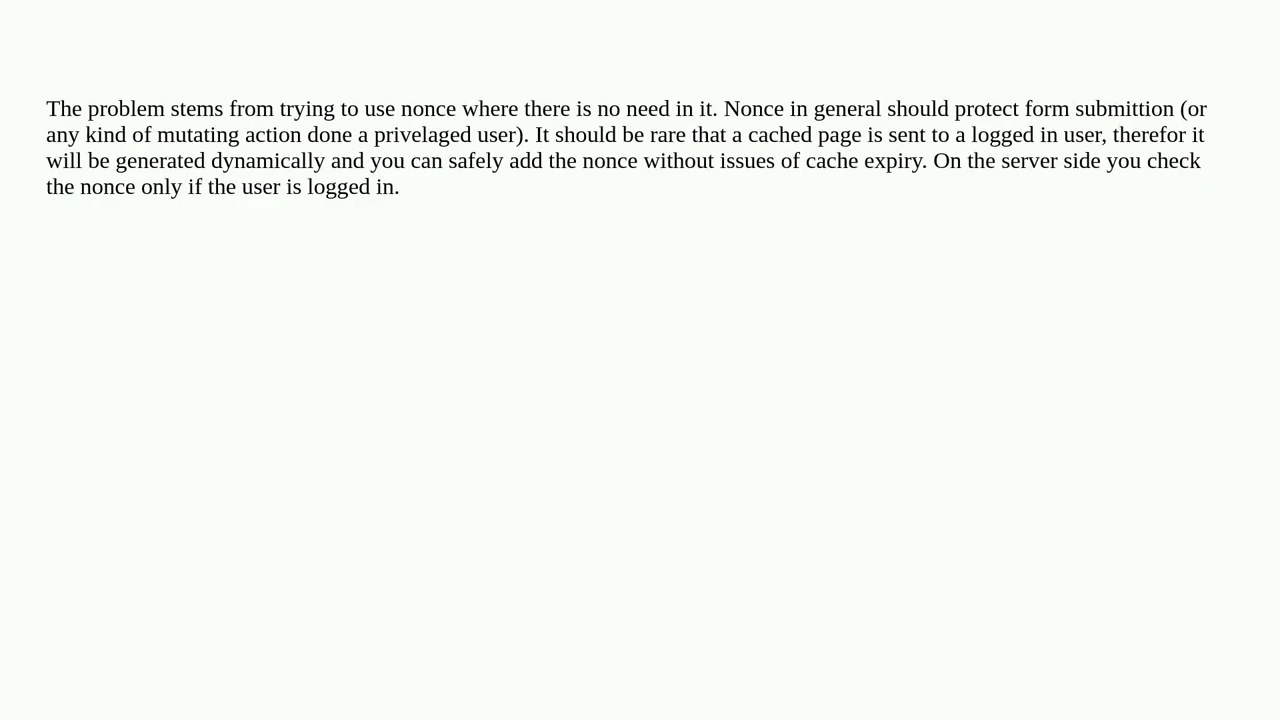 The problem stems from trying to use nonce where there is no need in it. Nonce in general should protect form submittion (or
any kind of mutating action done a privelaged user). It should be rare that a cached page is sent to a logged in user, therefor it
will be generated dynamically and you can safely add the nonce without issues of cache expiry. On the server side you check
the nonce only if the user is logged in.